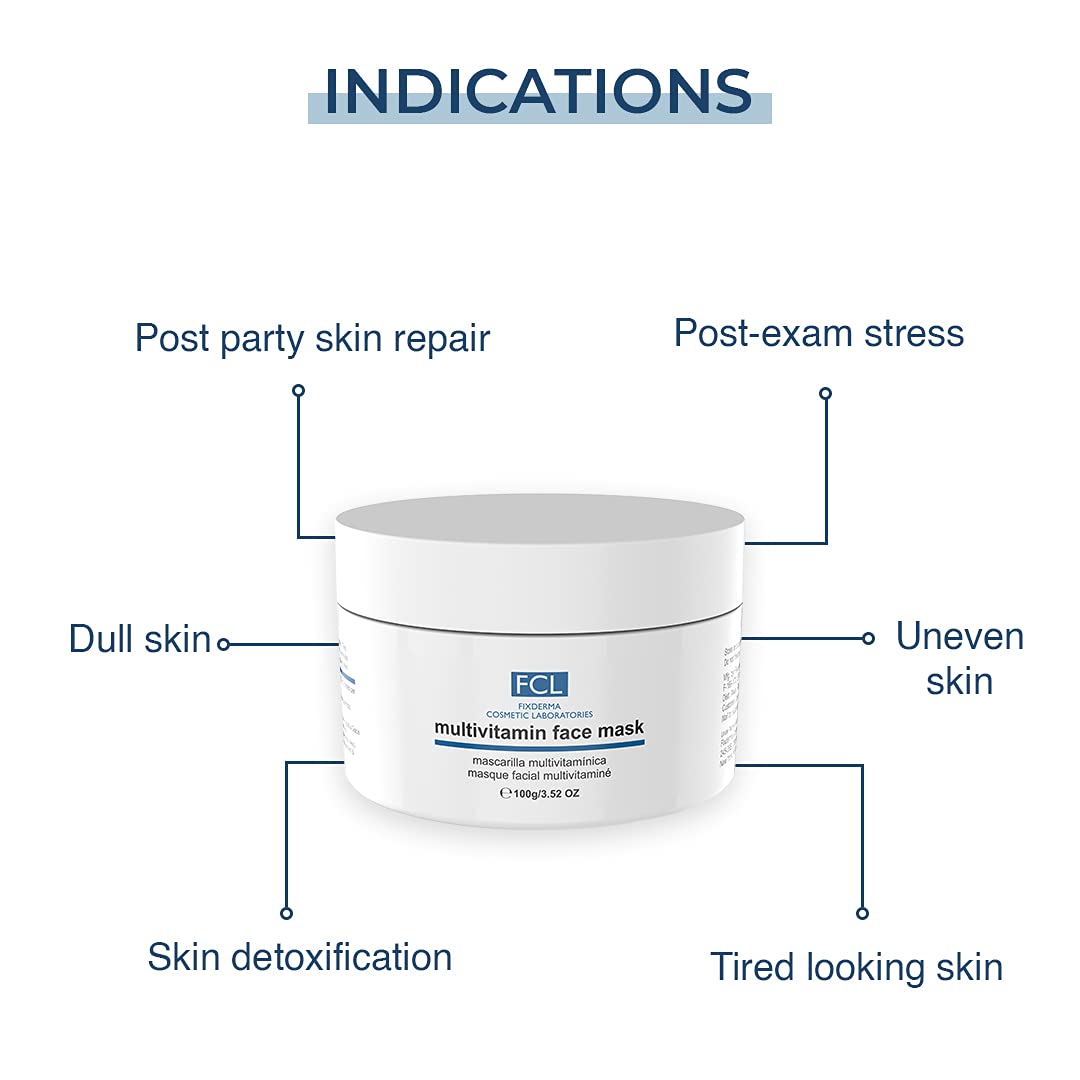 INDICATIONS
Post party skin repair
Post-exam stress
Dull skin
Uneven
skin
FCL
FIXDERMA
COSMETIC LABORATORIES
multivitamin face mask
mascarilla multivitamínica
masque facial multivitaminé
℮100g/3.52 OZ
Skin detoxification
Tired looking skin